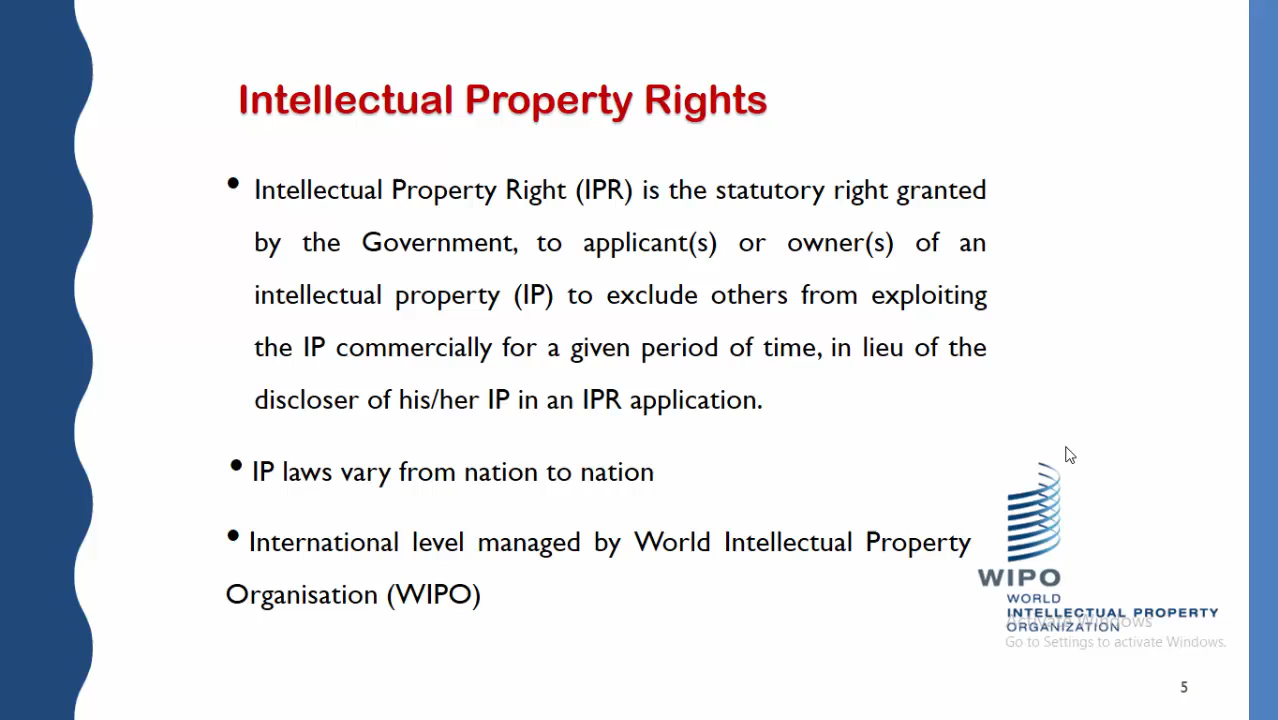 Intellectual Property Rights
• Intellectual Property Right (IPR) is the statutory right granted
by the Government, to applicant(s) or owner(s) of an
intellectual property (IP) to exclude others from exploiting
the IP commercially for a given period of time, in lieu of the
discloser of his/her IP in an IPR application.
• IP laws vary from nation to nation
• International level managed by World Intellectual Property
Organisation (WIPO)
WIPO
WORLD
INTELLECTUAL PROPERTY
ORGANIZATION
Activate Windows
Go to Settings to activate Windows.
5